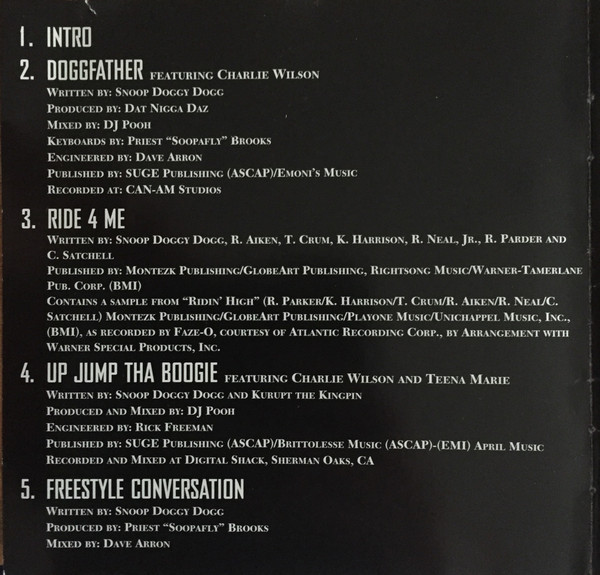 1. INTRO
2. DOGGFATHER FEATURING CHARLIE WILSON
WRITTEN BY: SNOOP DOGGY DOGG
PRODUCED BY: DAT NIGGA DAZ
MIXED BY: DJ POOH
KEYBOARDS BY: PRIEST “SOOPAFLY” BROOKS
ENGINEERED BY: DAVE ARRON
PUBLISHED BY: SUGE PUBLISHING (ASCAP)/EMONI'S MUSIC
RECORDED AT: CAN-AM STUDIOS
3. RIDE 4 ME
WRITTEN BY: SNOOP DOGGY DOGG, R. AIKEN, T. CRUM, K. HARRISON, R. NEAL, JR., R. PARDER AND
C. SATCHELL
PUBLISHED BY: MONTEZK PUBLISHING/GLOBEART PUBLISHING, RIGHTSONG MUSIC/WARNER-TAMERLANE
PUB. CORP. (BMI)
CONTAINS A SAMPLE FROM “RIDIN' HIGH” (R. PARKER/K. HARRISON/T. CRUM/R. AIKEN/R. NEAL/C.
SATCHELL) MONTEZK PUBLISHING/GLOBEART PUBLISHING/PLAYONE MUSIC/UNICHAPPEL MUSIC, INC.,
(BMI), AS RECORDED BY FAZE-O, COURTESY OF ATLANTIC RECORDING CORP., BY ARRANGEMENT WITH
WARNER SPECIAL PRODUCTS, INC.
4. UP JUMP THA BOOGIE FEATURING CHARLIE WILSON AND TEENA MARIE
WRITTEN BY: SNOOP DOGGY DOGG AND KURUPT THE KINGPIN
PRODUCED AND MIXED BY: DJ POOH
ENGINEERED BY: RICK FREEMAN
PUBLISHED BY: SUGE PUBLISHING (ASCAP)/BRITTOLESSE MUSIC (ASCAP)-(EMI) APRIL MUSIC
RECORDED AND MIXED AT DIGITAL SHACK, SHERMAN OAKS, CA
5. FREESTYLE CONVERSATION
WRITTEN BY: SNOOP DOGGY DOGG
PRODUCED BY: PRIEST “SOOPAFLY” BROOKS
MIXED BY: DAVE ARRON